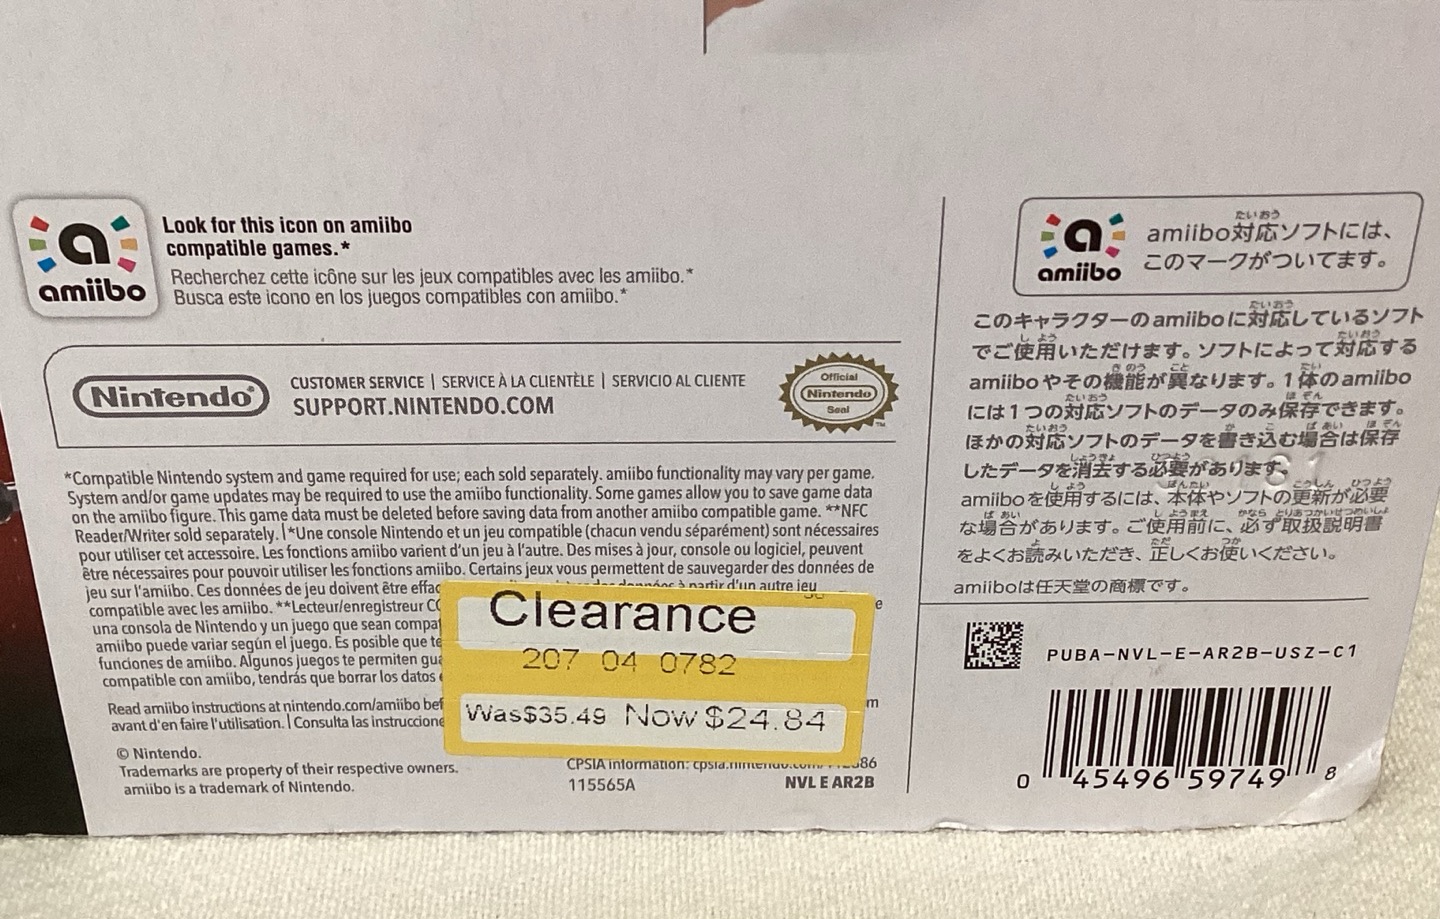 amiibo
Look for this icon on amiibo
compatible games.*
Recherchez cette icône sur les jeux compatibles avec les amiibo.*
Busca este icono en los juegos compatibles con amiibo.*
Nintendo®
CUSTOMER SERVICE | SERVICE À LA CLIENTÈLE | SERVICIO AL CLIENTE
SUPPORT.NINTENDO.COM
Official
Nintendo
Seal
TM
*Compatible Nintendo system and game required for use; each sold separately. amiibo functionality may vary per game.
System and/or game updates may be required to use the amiibo functionality. Some games allow you to save game data
on the amiibo figure. This game data must be deleted before saving data from another amiibo compatible game. **NFC
Reader/Writer sold separately. | *Une console Nintendo et un jeu compatible (chacun vendu séparément) sont nécessaires
pour utiliser cet accessoire. Les fonctions amiibo varient d'un jeu à l'autre. Des mises à jour, console ou logiciel, peuvent
être nécessaires pour pouvoir utiliser les fonctions amiibo. Certains jeux vous permettent de sauvegarder des données de
jeu sur l'amiibo. Ces données de jeu doivent être effac données à partir d'un autre jeu
compatible avec les amiibo. **Lecteur/enregistreur
una consola de Nintendo y un juego que sean compa
amiibo puede variar según el juego. Es posible que te
funciones de amiibo. Algunos juegos te permiten gua
compatible con amiibo, tendrás que borrar los datos
Read amiibo instructions at nintendo.com/amiibo bef
avant d'en faire l'utilisation. | Consulta las instruccione
© Nintendo.
Trademarks are property of their respective owners.
amiibo is a trademark of Nintendo.
Clearance
207 04 0782
Was$35.49 Now $24.84
CPSIA information: cpsia.nintendo.com/ 86
115565A
NVL E AR2B
amiibo
amiibo対応ソフトには、
このマークがついてます。
このキャラクターのamiiboに対応しているソフト
でご使用いただけます。ソフトによって対応する
amiiboやその機能が異なります。1体のamiibo
には1つの対応ソフトのデータのみ保存できます。
ほかの対応ソフトのデータを書き込む場合は保存
したデータを消去する必要があります。
amiiboを使用するには、本体やソフトの更新が必要
な場合があります。ご使用前に、必ず取扱説明書
をよくお読みいただき、正しくお使いください。
amiiboは任天堂の商標です。
PUBA-NVL-E-AR2B-USZ-C1
0 45496 59749 8